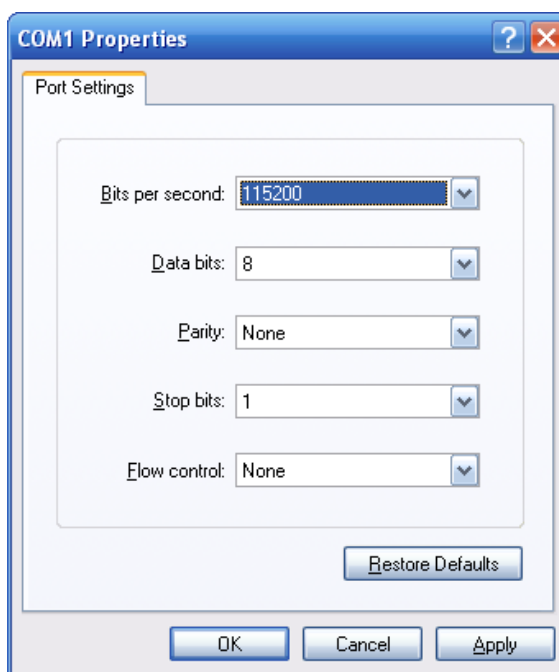 COM1 Properties
Port Settings
Bits per second: 115200
Data bits: 8
Parity: None
Stop bits: 1
Flow control: None
Restore Defaults
OK Cancel Apply